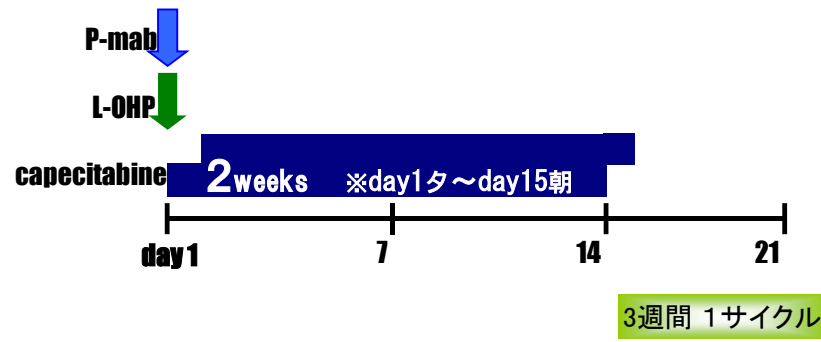 P-mab
L-OHP
capecitabine 2weeks ※day1夕～day15朝
day1 7 14 21
3週間 1サイクル